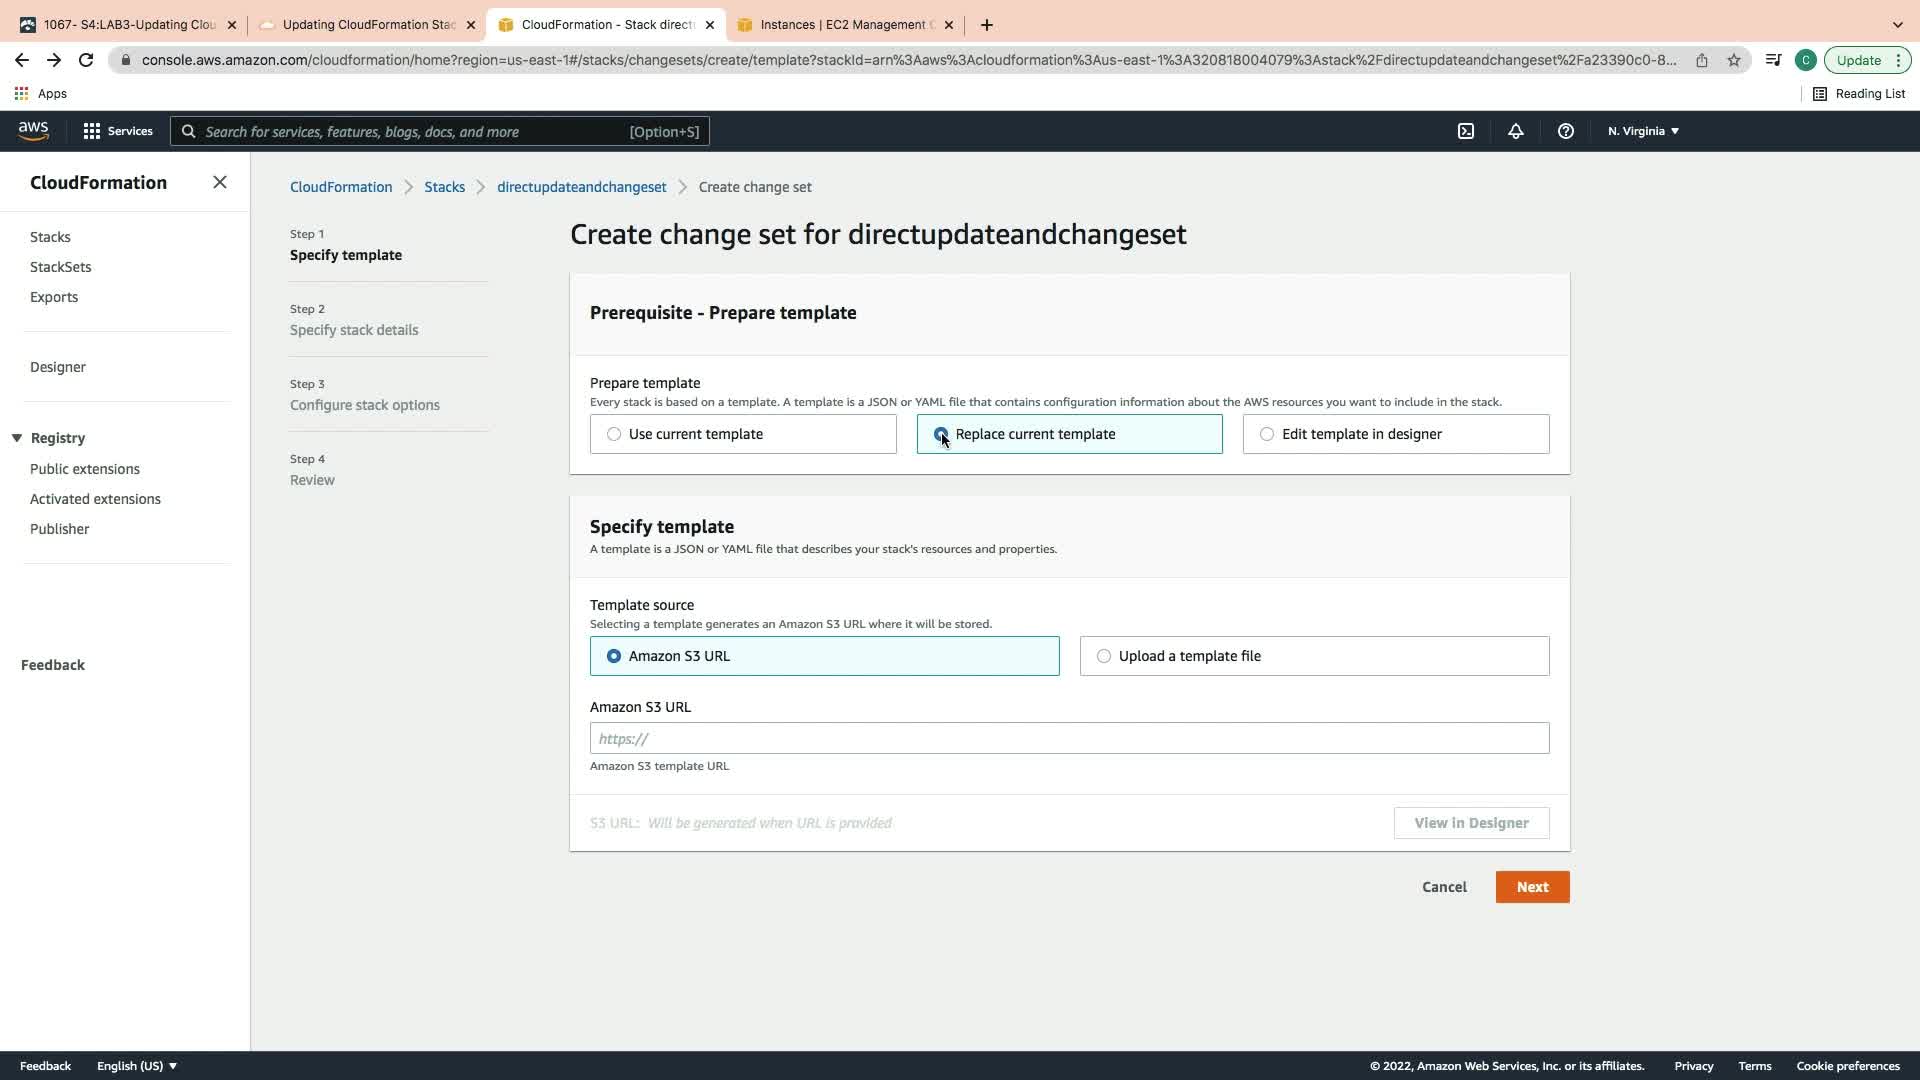 1067- S4:LAB3-Updating Clou
Updating CloudFormation Stac
CloudFormation - Stack direct
Instances | EC2 Management C
console.aws.amazon.com/cloudformation/home?region=us-east-1#/stacks/changesets/create/template?stackId=arn%3Aaws%3Acloudformation%3Aus-east-1%3A320818004079%3Astack%2Fdirectupdateandchangeset%2Fa23390c0-8...
C
Update
Apps
Reading List
aws
Services
Search for services, features, blogs, docs, and more
[Option+S]
N. Virginia
CloudFormation
Stacks
StackSets
Exports
Designer
Registry
Public extensions
Activated extensions
Publisher
Feedback
CloudFormation > Stacks > directupdateandchangeset > Create change set
Step 1
Specify template
Step 2
Specify stack details
Step 3
Configure stack options
Step 4
Review
Create change set for directupdateandchangeset
Prerequisite - Prepare template
Prepare template
Every stack is based on a template. A template is a JSON or YAML file that contains configuration information about the AWS resources you want to include in the stack.
Use current template
Replace current template
Edit template in designer
Specify template
A template is a JSON or YAML file that describes your stack's resources and properties.
Template source
Selecting a template generates an Amazon S3 URL where it will be stored.
Amazon S3 URL
Upload a template file
Amazon S3 URL
https://
Amazon S3 template URL
S3 URL: Will be generated when URL is provided
View in Designer
Cancel
Next
Feedback
English (US)
© 2022, Amazon Web Services, Inc. or its affiliates.
Privacy
Terms
Cookie preferences